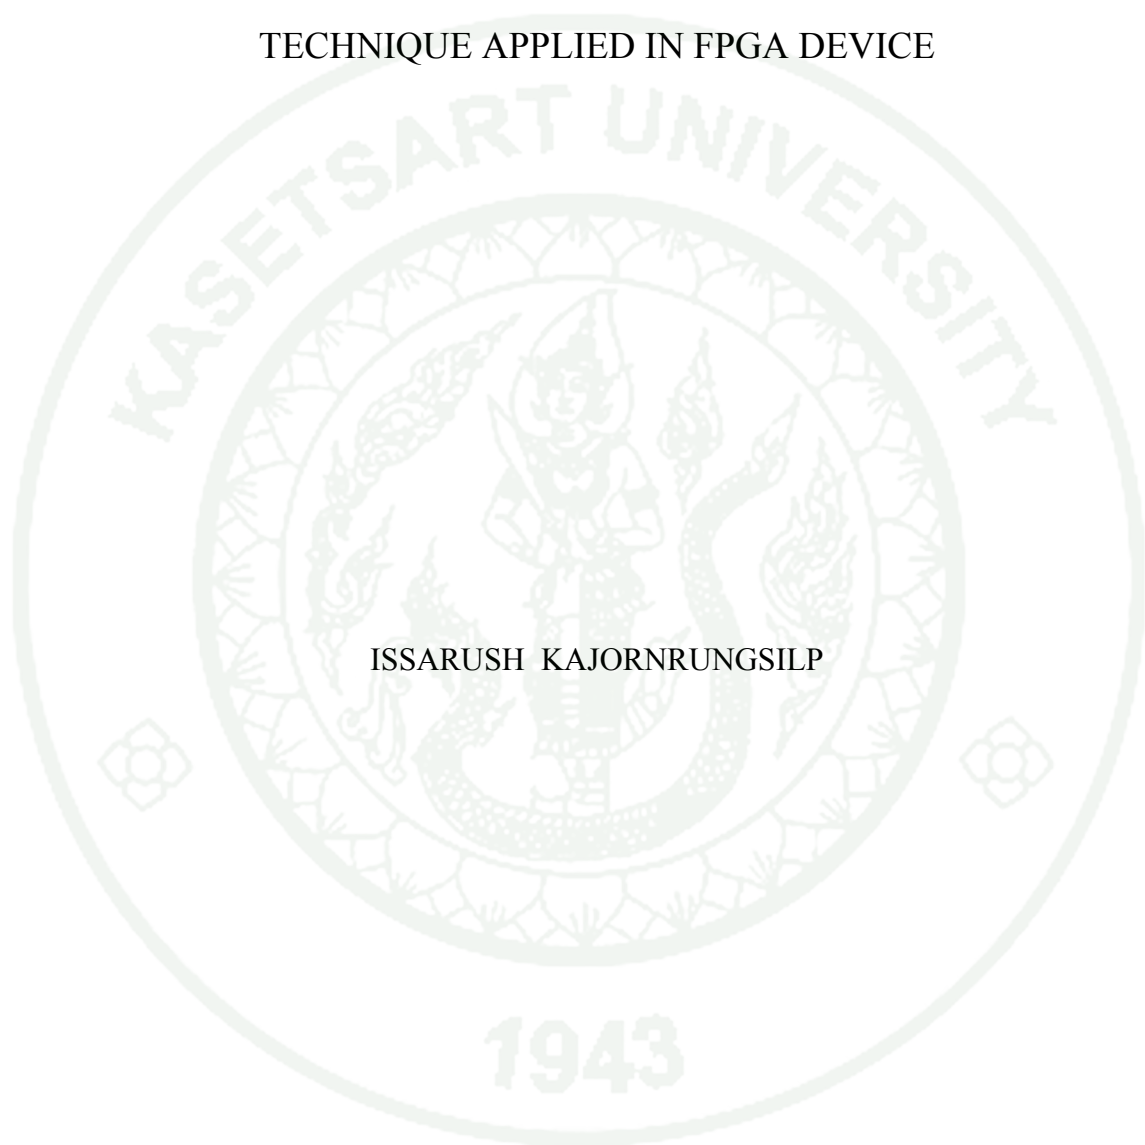 TECHNIQUE APPLIED IN FPGA DEVICE
KASETSART UNIVERSITY
ISSARUSH KAJORNRUNGSILP
1943